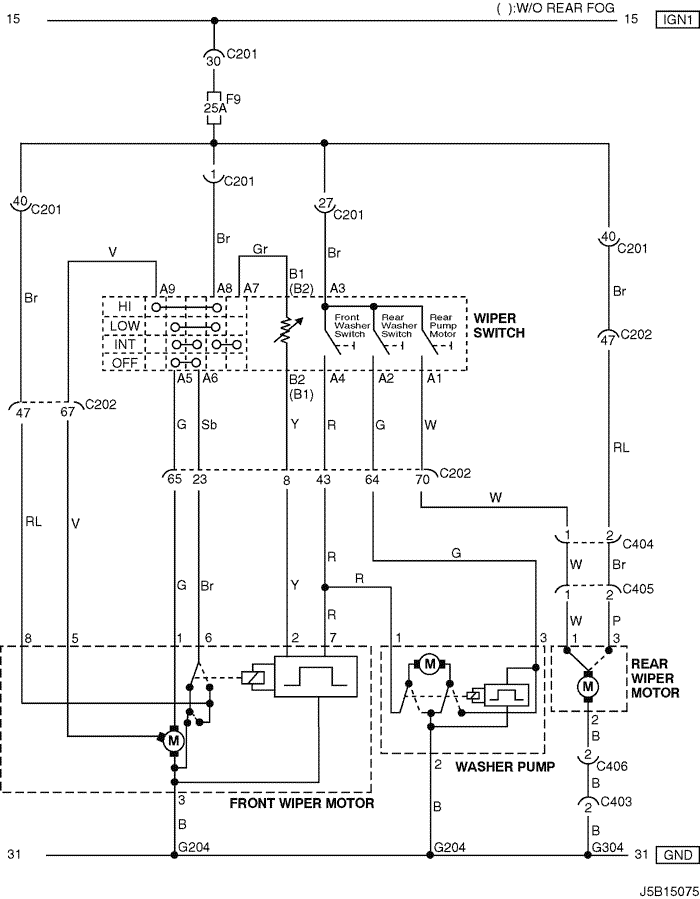 ( ):W/O REAR FOG
15 15 IGN1
30 C201
25A F9
40 C201
1 C201
27 C201
40 C201
V Br Gr Br
B1
(B2)
Br Br
A9 A8 A7 A3
HI
LOW
INT
OFF
Front
Washer
Switch
Rear
Washer
Switch
Rear
Pump
Motor
WIPER
SWITCH
47 C202
A5 A6 B2
(B1)
A4 A2 A1
47 67 C202
G Sb Y R G W
RL
65 23 8 43 64 70 C202
W
RL V
1 2 C404
R G
W Br
G Br Y R
1 2 C405
R
W P
8 5 1 6 2 7 1 3 1 3
M
M
M
REAR
WIPER
MOTOR
2
B
2 C406
B
2 C403
B
2
WASHER PUMP
3
FRONT WIPER MOTOR
B B
31 G204 G204 G304 31 GND
J5B15075